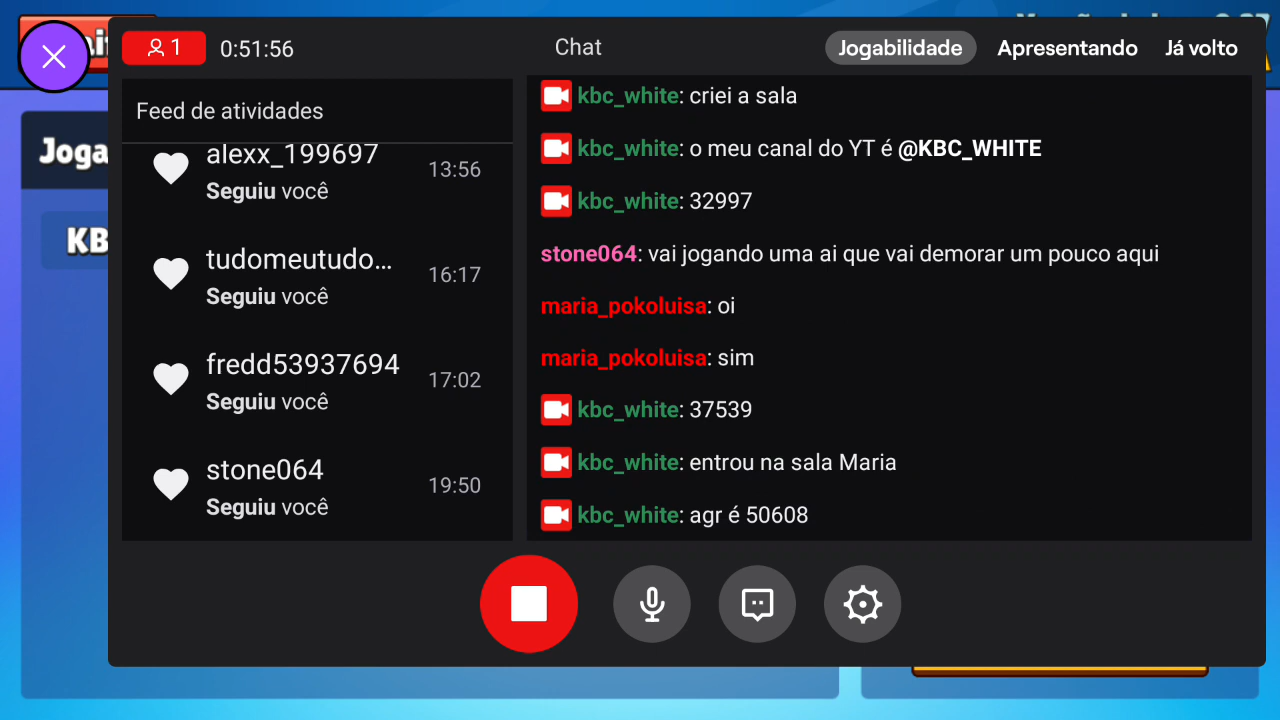 1
0:51:56
Chat
Jogabilidade
Apresentando
Já volto
Feed de atividades
alexx_199697
Seguiu você
13:56
tudomeutudo...
Seguiu você
16:17
fredd53937694
Seguiu você
17:02
stone064
Seguiu você
19:50
kbc_white: criei a sala
kbc_white: o meu canal do YT é @KBC_WHITE
kbc_white: 32997
stone064: vai jogando uma ai que vai demorar um pouco aqui
maria_pokoluisa: oi
maria_pokoluisa: sim
kbc_white: 37539
kbc_white: entrou na sala Maria
kbc_white: agr é 50608
Joga
KB